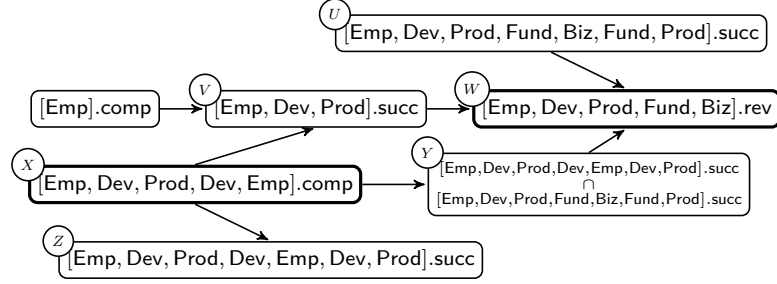 U
[Emp, Dev, Prod, Fund, Biz, Fund, Prod].succ
V
W
[Emp].comp
[Emp, Dev, Prod].succ
[Emp, Dev, Prod, Fund, Biz].rev
X
Y
[Emp, Dev, Prod, Dev, Emp].comp
[Emp,Dev,Prod,Dev,Emp,Dev,Prod].succ
∩
[Emp,Dev,Prod,Fund,Biz,Fund,Prod].succ
Z
[Emp, Dev, Prod, Dev, Emp, Dev, Prod].succ